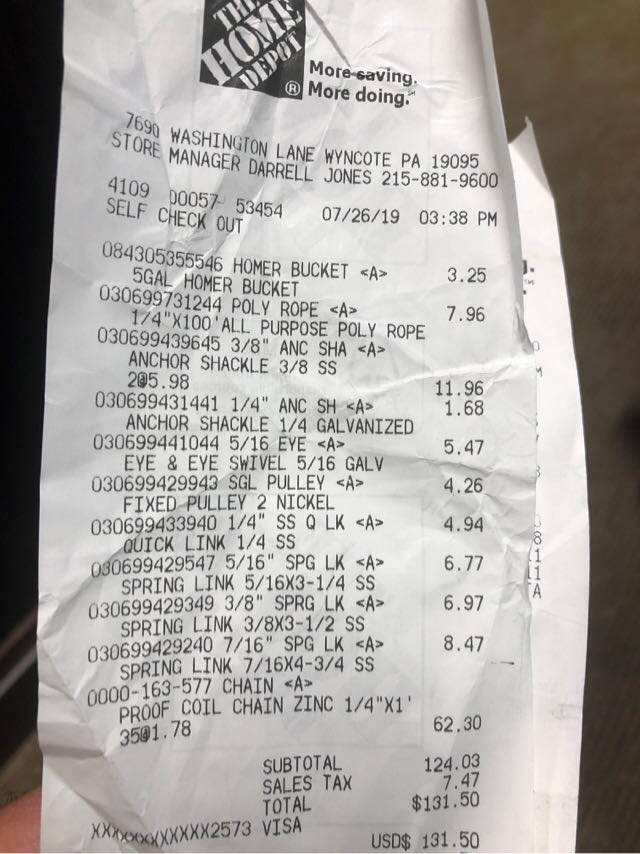 THE
HOME
DEPOT
®
More saving.
More doing.℠
7690 WASHINGTON LANE WYNCOTE PA 19095
STORE MANAGER DARRELL JONES 215-881-9600
4109 00057 53454 07/26/19 03:38 PM
SELF CHECK OUT
084305355546 HOMER BUCKET <A> 3.25
5GAL HOMER BUCKET
030699731244 POLY ROPE <A> 7.96
1/4"X100'ALL PURPOSE POLY ROPE
030699439645 3/8" ANC SHA <A>
ANCHOR SHACKLE 3/8 SS
2@5.98 11.96
030699431441 1/4" ANC SH <A> 1.68
ANCHOR SHACKLE 1/4 GALVANIZED
030699441044 5/16 EYE <A> 5.47
EYE & EYE SWIVEL 5/16 GALV
030699429943 SGL PULLEY <A> 4.26
FIXED PULLEY 2 NICKEL
030699433940 1/4" SS Q LK <A> 4.94
QUICK LINK 1/4 SS
030699429547 5/16" SPG LK <A> 6.77
SPRING LINK 5/16X3-1/4 SS
030699429349 3/8" SPRG LK <A> 6.97
SPRING LINK 3/8X3-1/2 SS
030699429240 7/16" SPG LK <A> 8.47
SPRING LINK 7/16X4-3/4 SS
0000-163-577 CHAIN <A>
PROOF COIL CHAIN ZINC 1/4"X1'
35@1.78 62.30
SUBTOTAL 124.03
SALES TAX 7.47
TOTAL $131.50
XXXXXXXXXXXX2573 VISA
USD$ 131.50